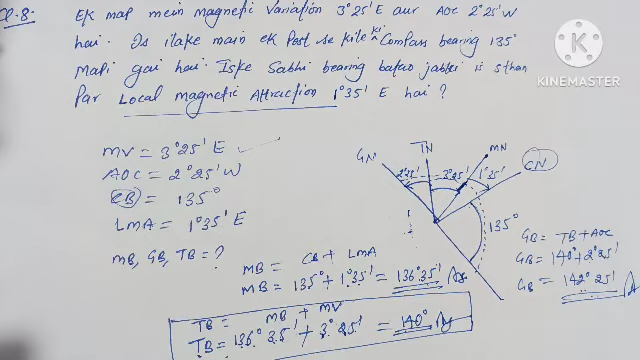 Q.8. Ek map mein magnetic Variation 3°25'E aur AOC 2°25'W
hai. Is ilake main ek Post se kile ki Compass bearing 135°
Mapi gai hai. Iske Sabhi bearing batao jabki is sthan
Par Local magnetic Attraction 1°35' E hai?
KINEMASTER
MV = 3°25' E
AOC = 2°25'W
CB = 135°
LMA = 1°35' E
MB, GB, TB = ?
GN
TN
MN
CN
2°25'
3°25'
1°25'
135°
MB = CB + LMA
MB = 135° + 1°35' = 136°35' Ans
TB = MB + MV
TB = 136°35' + 3°25' = 140° Ans
GB = TB + AOC
GB = 140° + 2°25'
GB = 142°25'